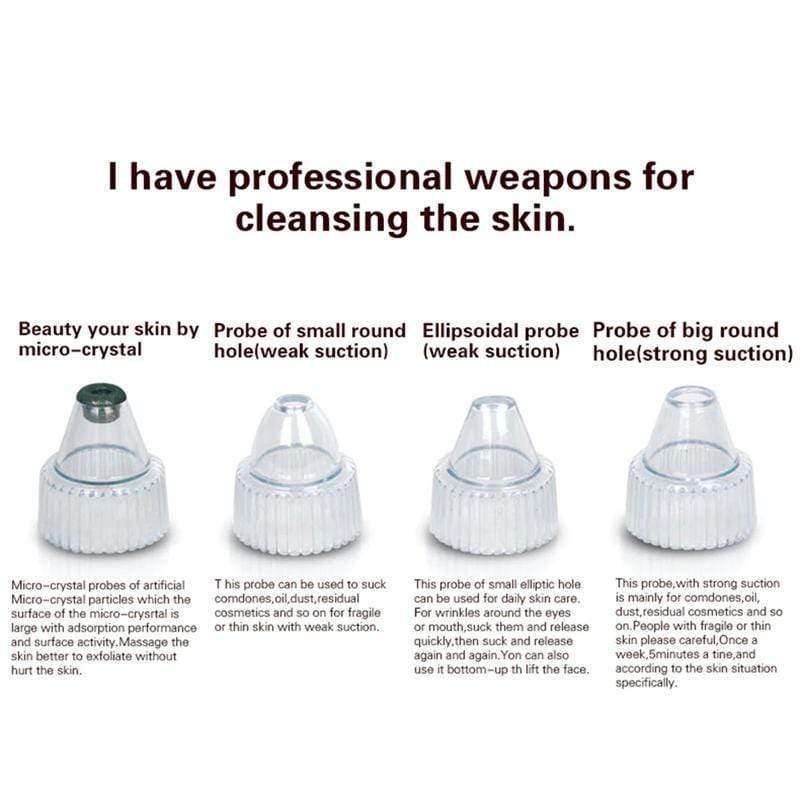 I have professional weapons for
cleansing the skin.
Beauty your skin by
micro-crystal
Probe of small round
hole(weak suction)
Ellipsoidal probe
(weak suction)
Probe of big round
hole(strong suction)
Micro-crystal probes of artificial
Micro-crystal particles which the
surface of the micro-crysrtal is
large with adsorption performance
and surface activity.Massage the
skin better to exfoliate without
hurt the skin.
T his probe can be used to suck
comdones,oil,dust,residual
cosmetics and so on for fragile
or thin skin with weak suction.
This probe of small elliptic hole
can be used for daily skin care.
For wrinkles around the eyes
or mouth,suck them and release
quickly,then suck and release
again and again.Yon can also
use it bottom-up th lift the face.
This probe,with strong suction
is mainly for comdones,oil,
dust,residual cosmetics and so
on.People with fragile or thin
skin please careful,Once a
week,5minutes a tine,and
according to the skin situation
specifically.